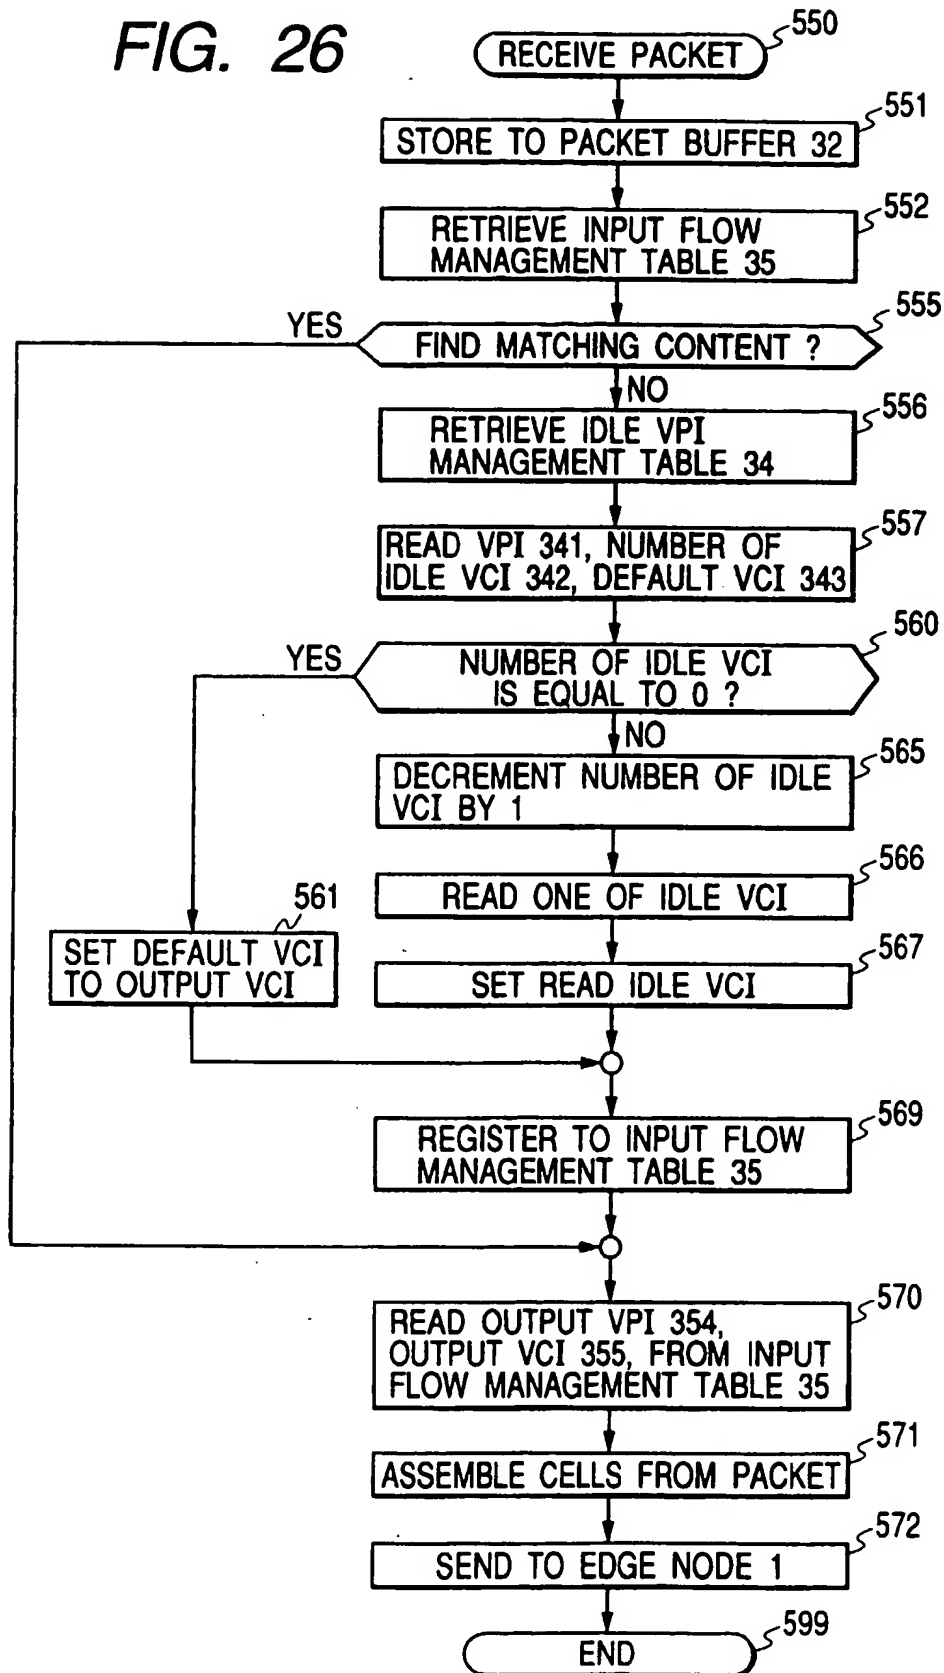 FIG. 26
RECEIVE PACKET
550
STORE TO PACKET BUFFER 32
551
RETRIEVE INPUT FLOW
MANAGEMENT TABLE 35
552
YES
FIND MATCHING CONTENT ?
555
NO
RETRIEVE IDLE VPI
MANAGEMENT TABLE 34
556
READ VPI 341, NUMBER OF
IDLE VCI 342, DEFAULT VCI 343
557
YES
NUMBER OF IDLE VCI
IS EQUAL TO 0 ?
560
NO
DECREMENT NUMBER OF IDLE
VCI BY 1
565
READ ONE OF IDLE VCI
566
561
SET DEFAULT VCI
TO OUTPUT VCI
SET READ IDLE VCI
567
REGISTER TO INPUT FLOW
MANAGEMENT TABLE 35
569
READ OUTPUT VPI 354,
OUTPUT VCI 355, FROM INPUT
FLOW MANAGEMENT TABLE 35
570
ASSEMBLE CELLS FROM PACKET
571
SEND TO EDGE NODE 1
572
END
599